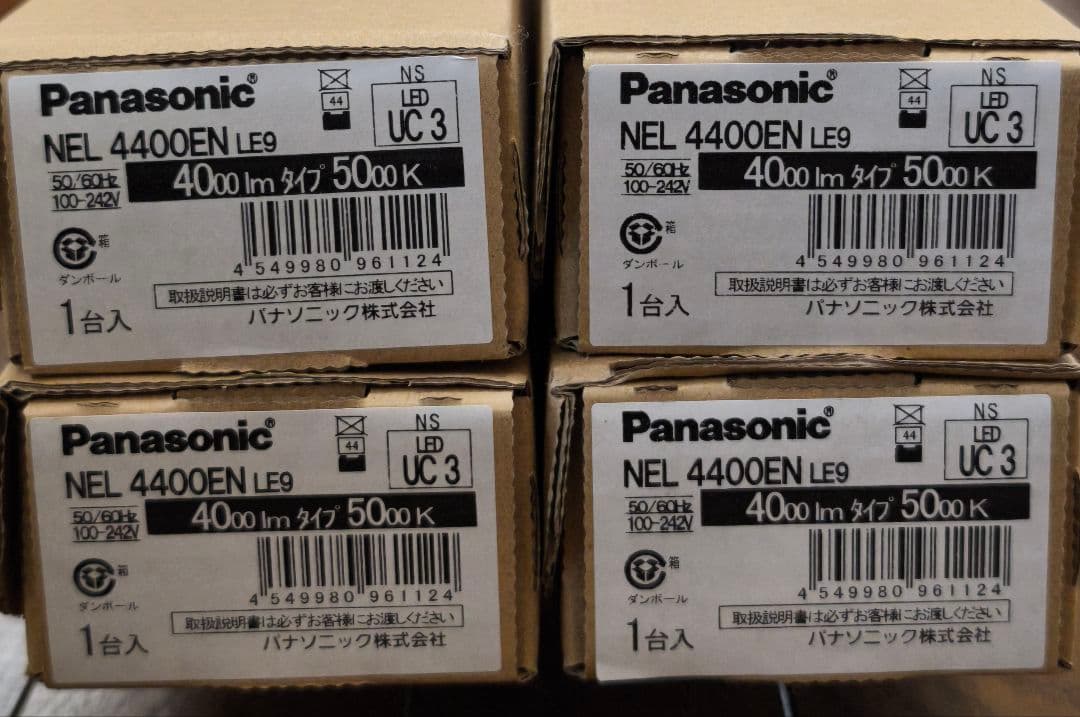 Panasonic®
NEL 4400EN LE9
44
NS
LED
UC 3
50/60Hz
100-242V
4000 lm タイプ 5000 K
箱
ダンボール
4 549980 961124
取扱説明書は必ずお客様にお渡しください
1台入
パナソニック株式会社
Panasonic®
NEL 4400EN LE9
44
NS
LED
UC 3
50/60Hz
100-242V
4000 lm タイプ 5000 K
箱
ダンボール
4 549980 961124
取扱説明書は必ずお客様にお渡しください
1台入
パナソニック株式会社
Panasonic®
NEL 4400EN LE9
44
NS
LED
UC 3
50/60Hz
100-242V
4000 lm タイプ 5000 K
箱
ダンボール
4 549980 961124
取扱説明書は必ずお客様にお渡しください
1台入
パナソニック株式会社
Panasonic®
NEL 4400EN LE9
44
NS
LED
UC 3
50/60Hz
100-242V
4000 lm タイプ 5000 K
箱
ダンボール
4 549980 961124
取扱説明書は必ずお客様にお渡しください
1台入
パナソニック株式会社